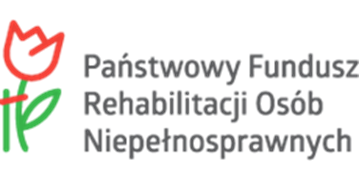 Państwowy Fundusz
Rehabilitacji Osób
Niepełnosprawnych